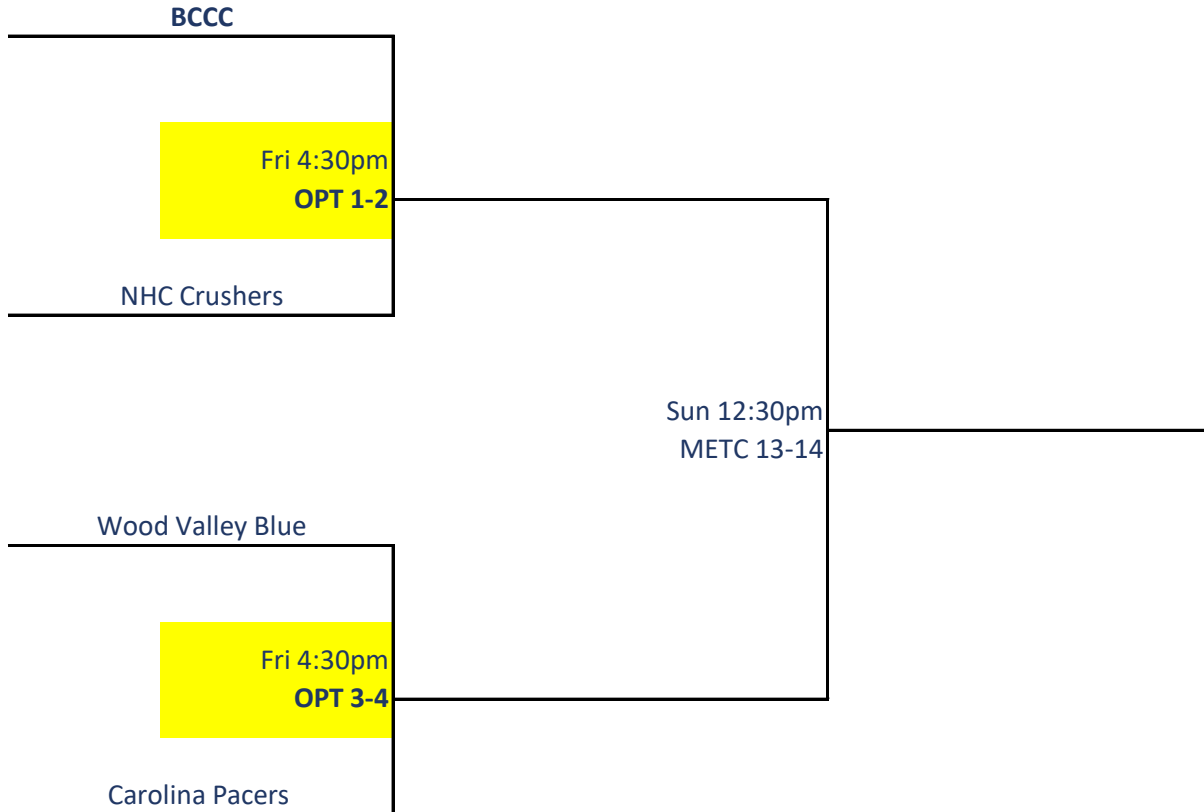 BCCC
Fri 4:30pm
OPT 1-2
NHC Crushers
Sun 12:30pm
METC 13-14
Wood Valley Blue
Fri 4:30pm
OPT 3-4
Carolina Pacers